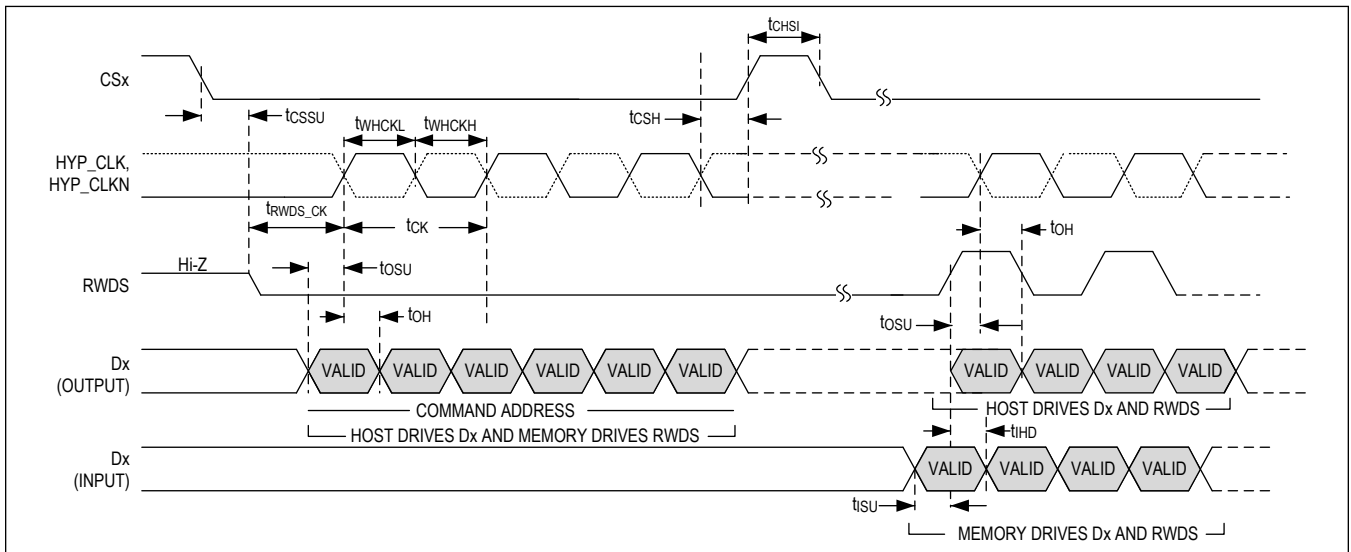 tCHSI
CSx
tCSSU
tWHCKL
tWHCKH
tCSH
HYP_CLK,
HYP_CLKN
tRWDS_CK
tCK
tOH
Hi-Z
tOSU
RWDS
tOH
tOSU
Dx
(OUTPUT)
VALID VALID VALID VALID VALID VALID
VALID VALID VALID VALID
COMMAND ADDRESS
HOST DRIVES Dx AND RWDS
HOST DRIVES Dx AND MEMORY DRIVES RWDS
tIHD
Dx
(INPUT)
VALID VALID VALID VALID
tISU
MEMORY DRIVES Dx AND RWDS